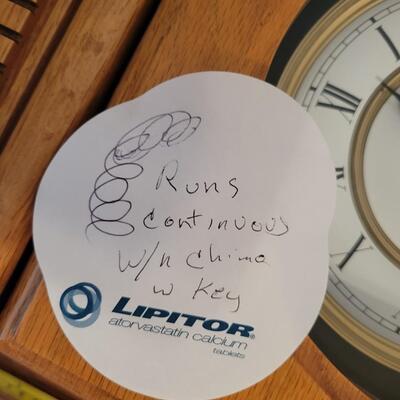 Runs
continuous
w/n chime
w key
LIPITOR®
atorvastatin calcium
tablets